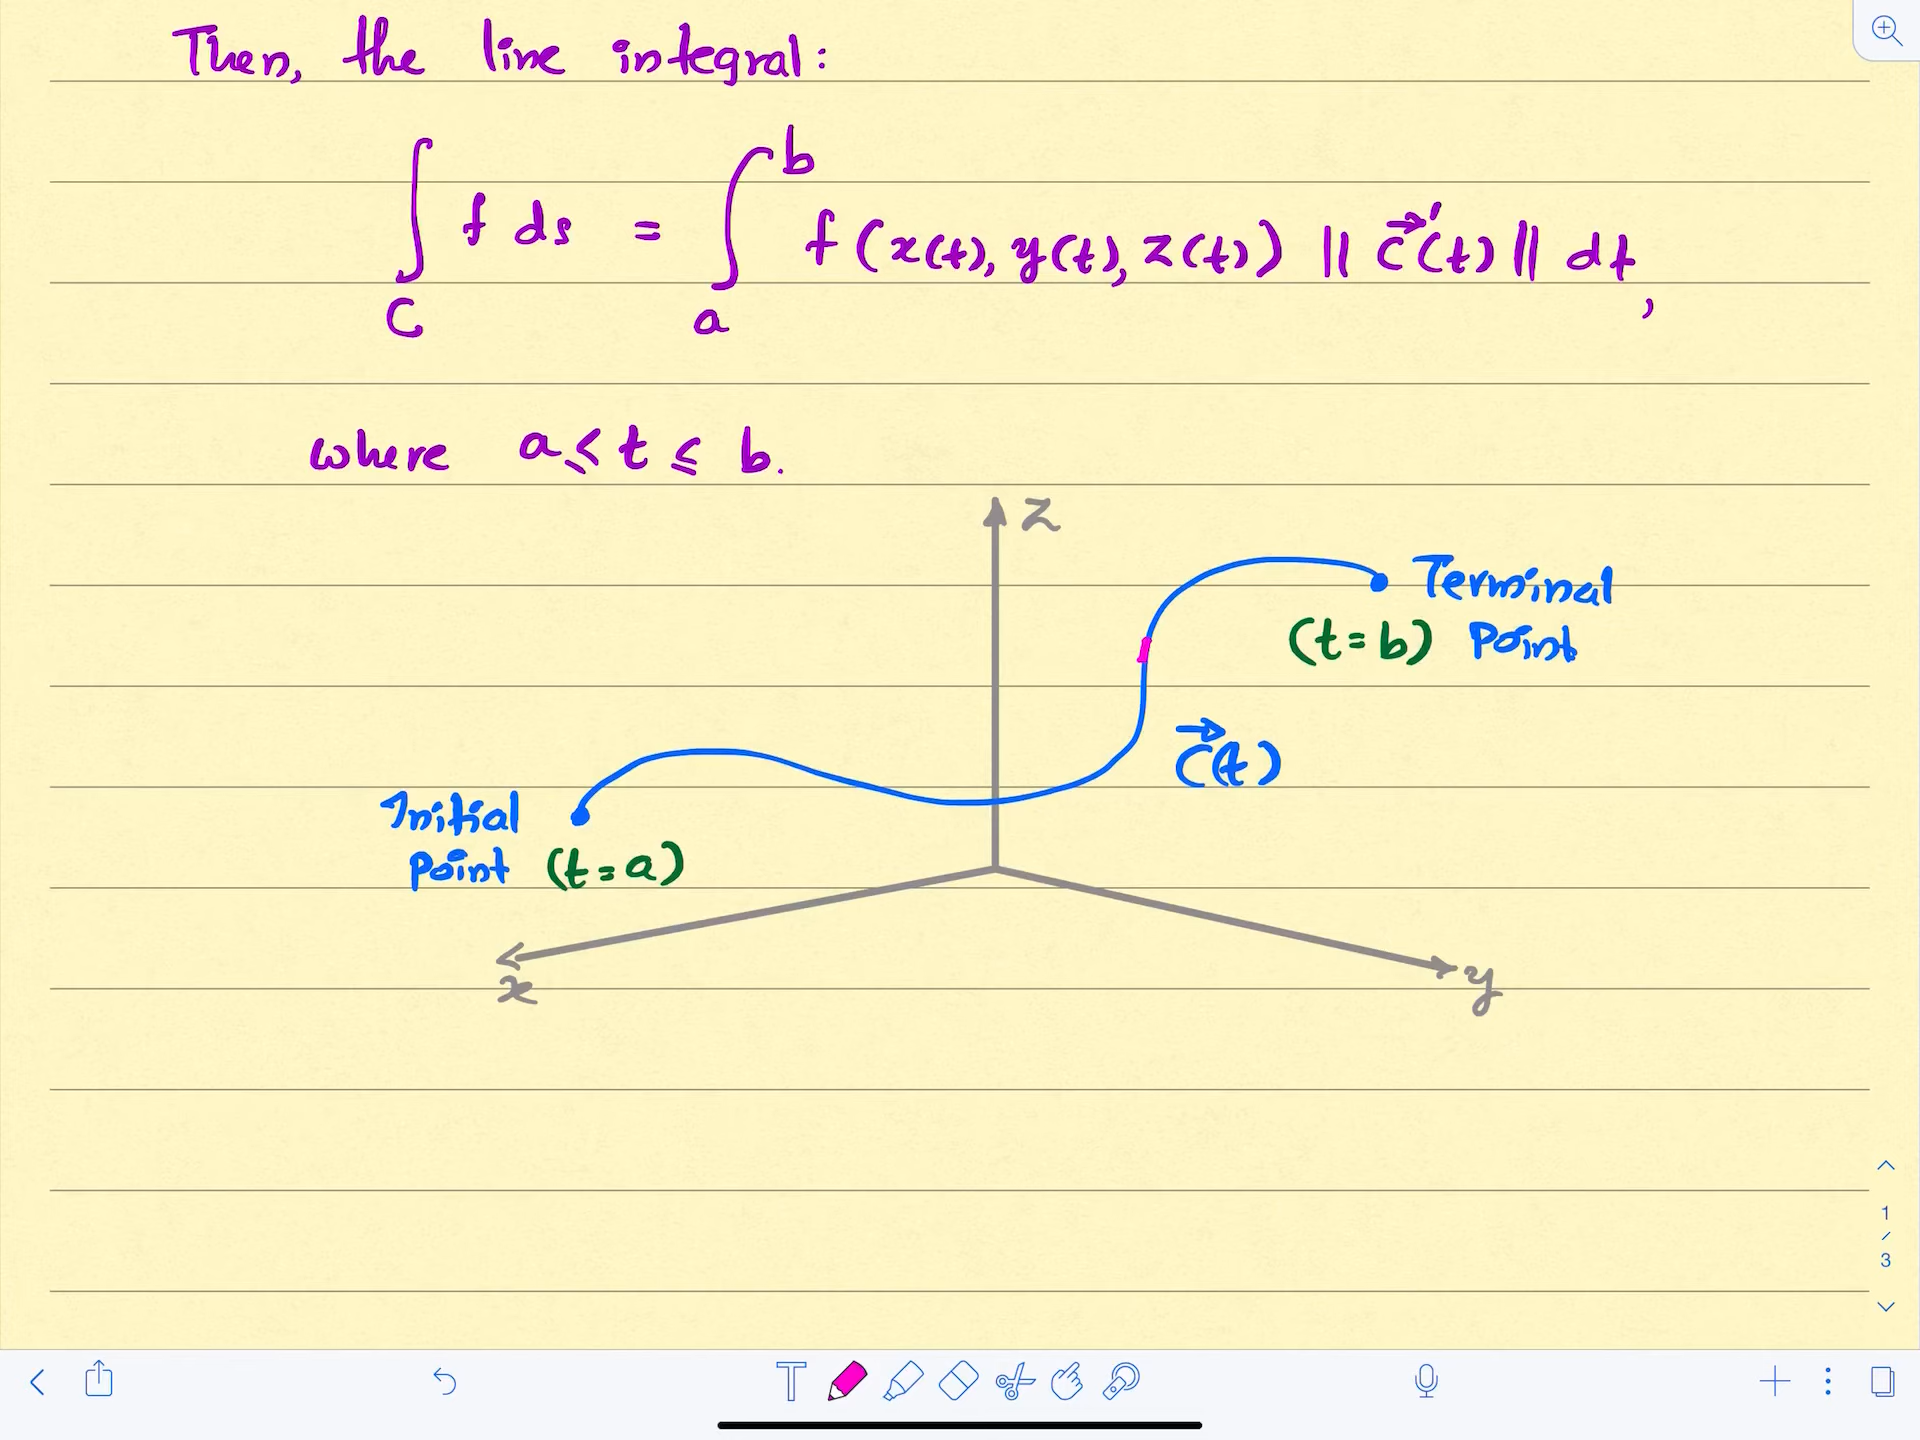 Then, the line integral:
∫_C f ds = ∫_a^b f(x(t), y(t), z(t)) ‖c⃗'(t)‖ dt,
where a ≤ t ≤ b.
z
Terminal
(t=b) Point
c⃗(t)
Initial
Point (t=a)
x
y
1
/
3
T